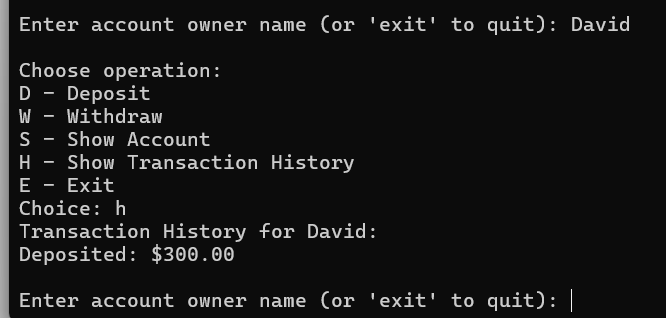 Enter account owner name (or 'exit' to quit): David
Choose operation:
D - Deposit
W - Withdraw
S - Show Account
H - Show Transaction History
E - Exit
Choice: h
Transaction History for David:
Deposited: $300.00
Enter account owner name (or 'exit' to quit):